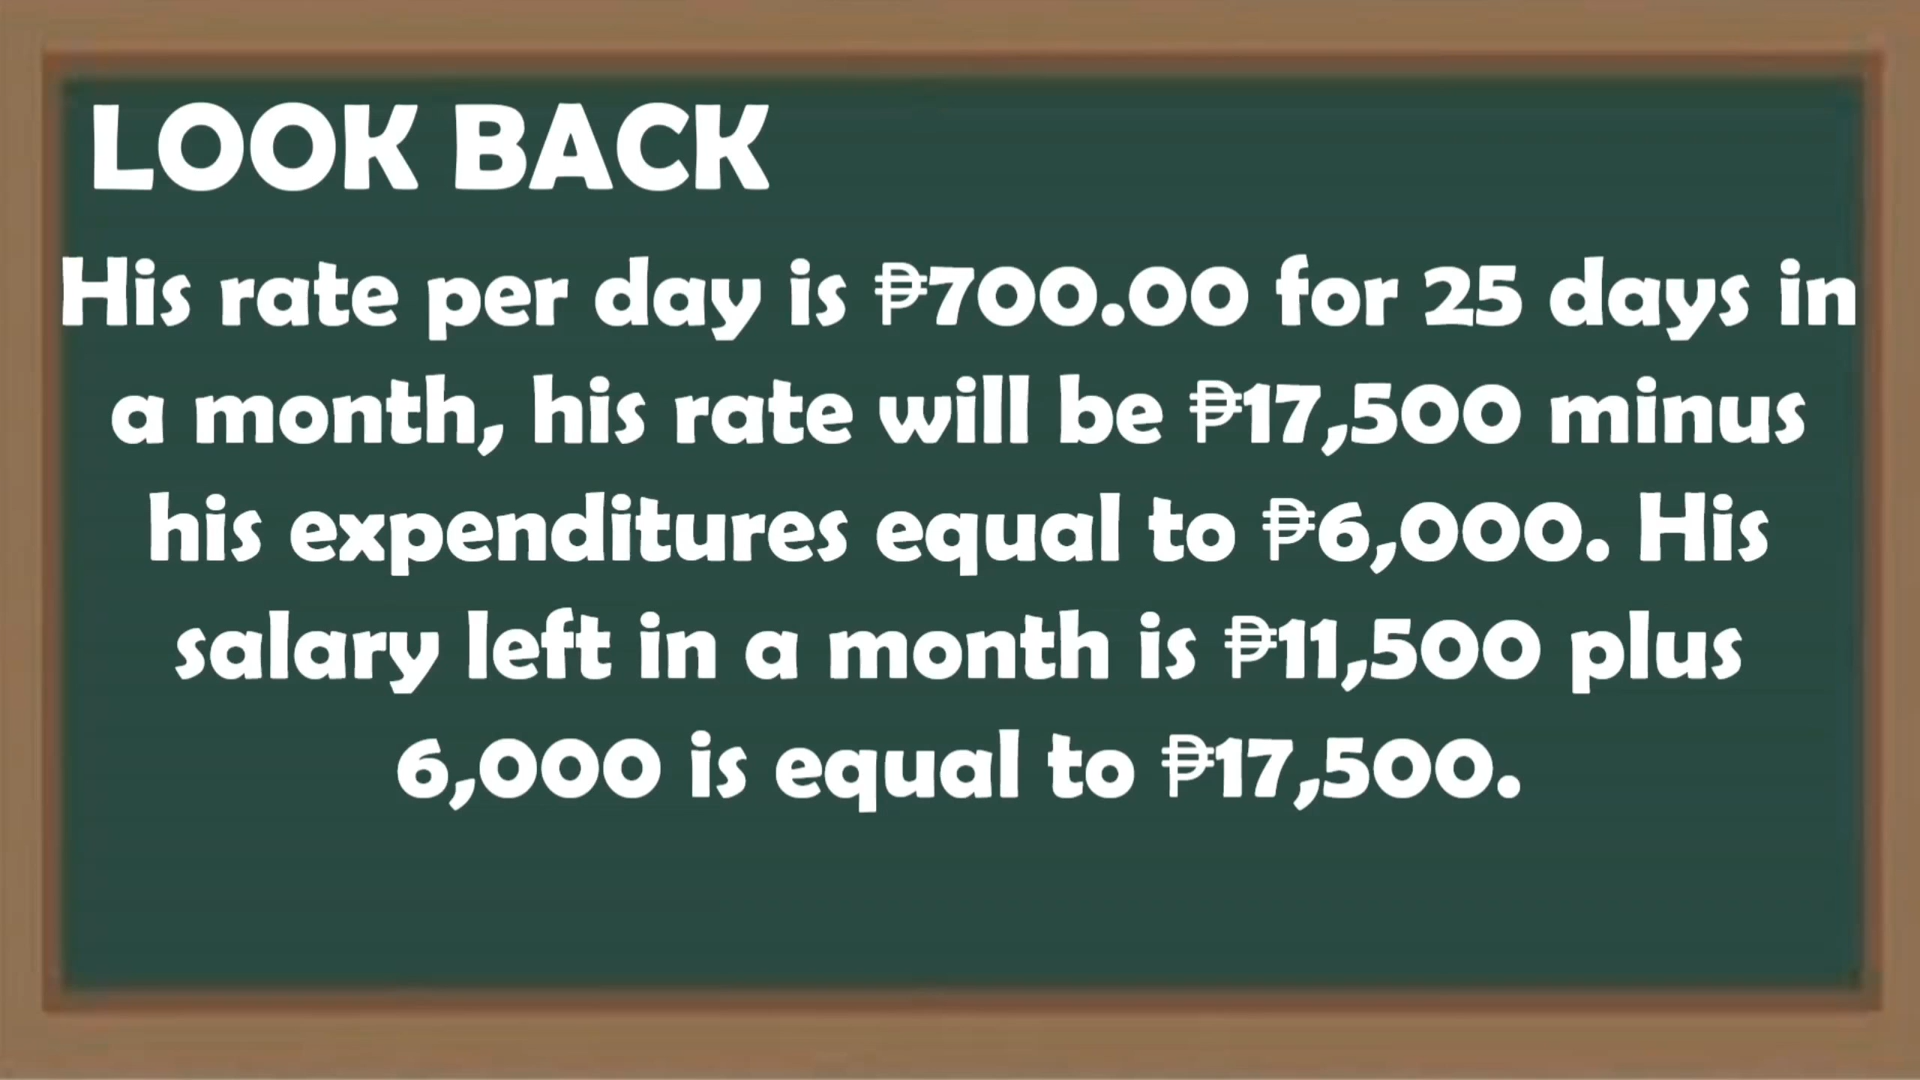 LOOK BACK
His rate per day is ₱700.00 for 25 days in
a month, his rate will be ₱17,500 minus
his expenditures equal to ₱6,000. His
salary left in a month is ₱11,500 plus
6,000 is equal to ₱17,500.